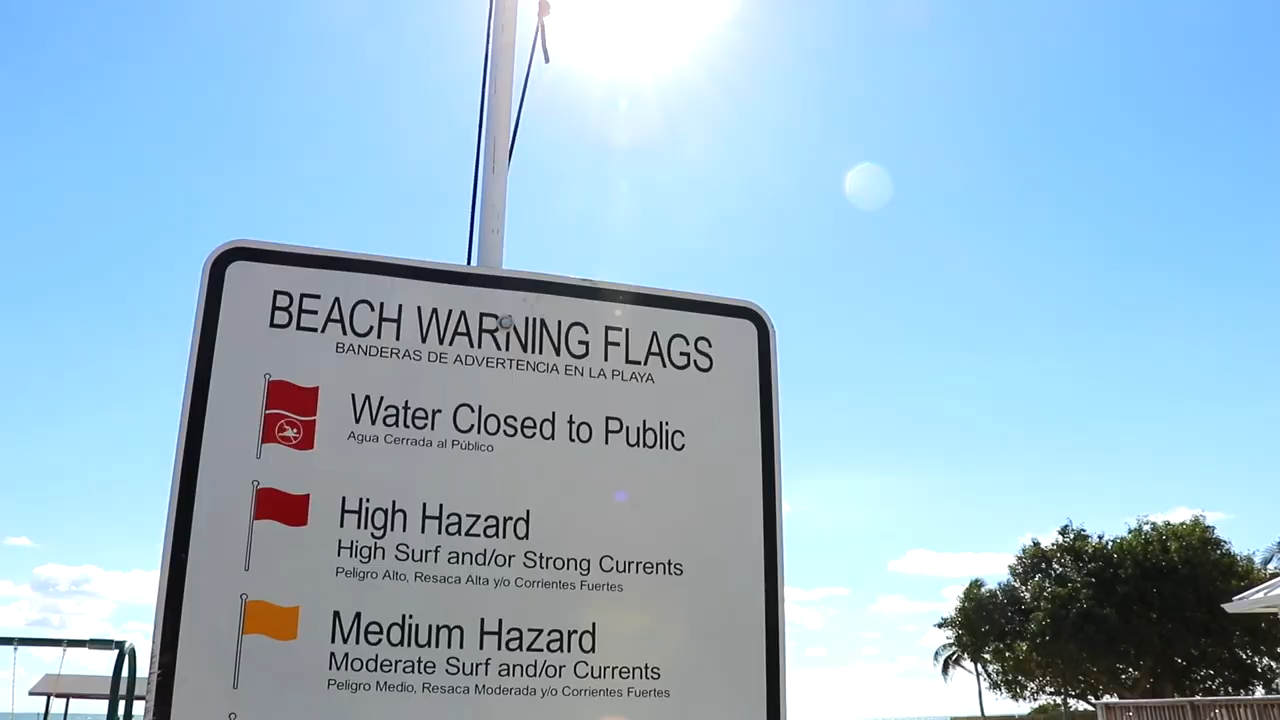 BEACH WARNING FLAGS
BANDERAS DE ADVERTENCIA EN LA PLAYA
Water Closed to Public
Agua Cerrada al Público
High Hazard
High Surf and/or Strong Currents
Peligro Alto, Resaca Alta y/o Corrientes Fuertes
Medium Hazard
Moderate Surf and/or Currents
Peligro Medio, Resaca Moderada y/o Corrientes Fuertes